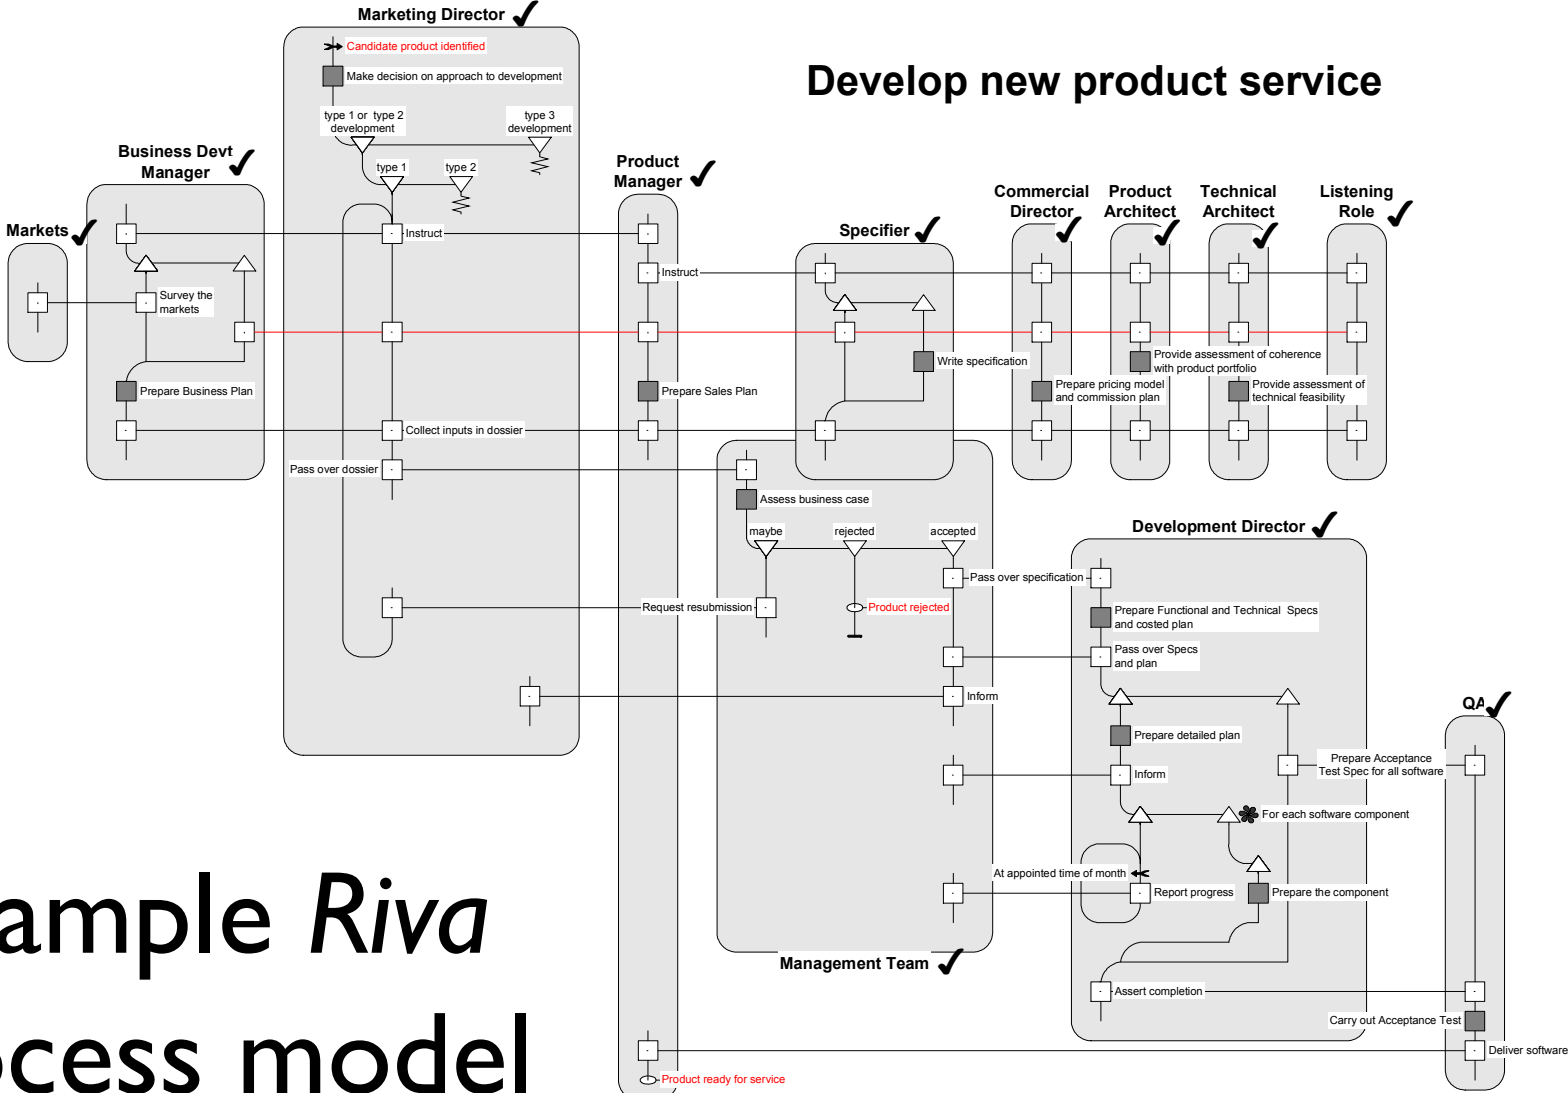 Marketing Director
Candidate product identified
Make decision on approach to development
Develop new product service
type 1 or type 2
development
type 3
development
type 1
type 2
Business Devt
Manager
Product
Manager
Commercial
Director
Product
Architect
Technical
Architect
Listening
Role
Markets
Specifier
Instruct
Instruct
Survey the
markets
Write specification
Provide assessment of coherence
with product portfolio
Prepare Business Plan
Prepare Sales Plan
Prepare pricing model
and commission plan
Provide assessment of
technical feasibility
Collect inputs in dossier
Pass over dossier
Assess business case
maybe
rejected
accepted
Development Director
Pass over specification
Request resubmission
Product rejected
Prepare Functional and Technical Specs
and costed plan
Pass over Specs
and plan
Inform
QA
Prepare detailed plan
Inform
Prepare Acceptance
Test Spec for all software
For each software component
At appointed time of month
Report progress
Prepare the component
ample Riva
Management Team
Assert completion
Carry out Acceptance Test
ocess model
Deliver software
Product ready for service